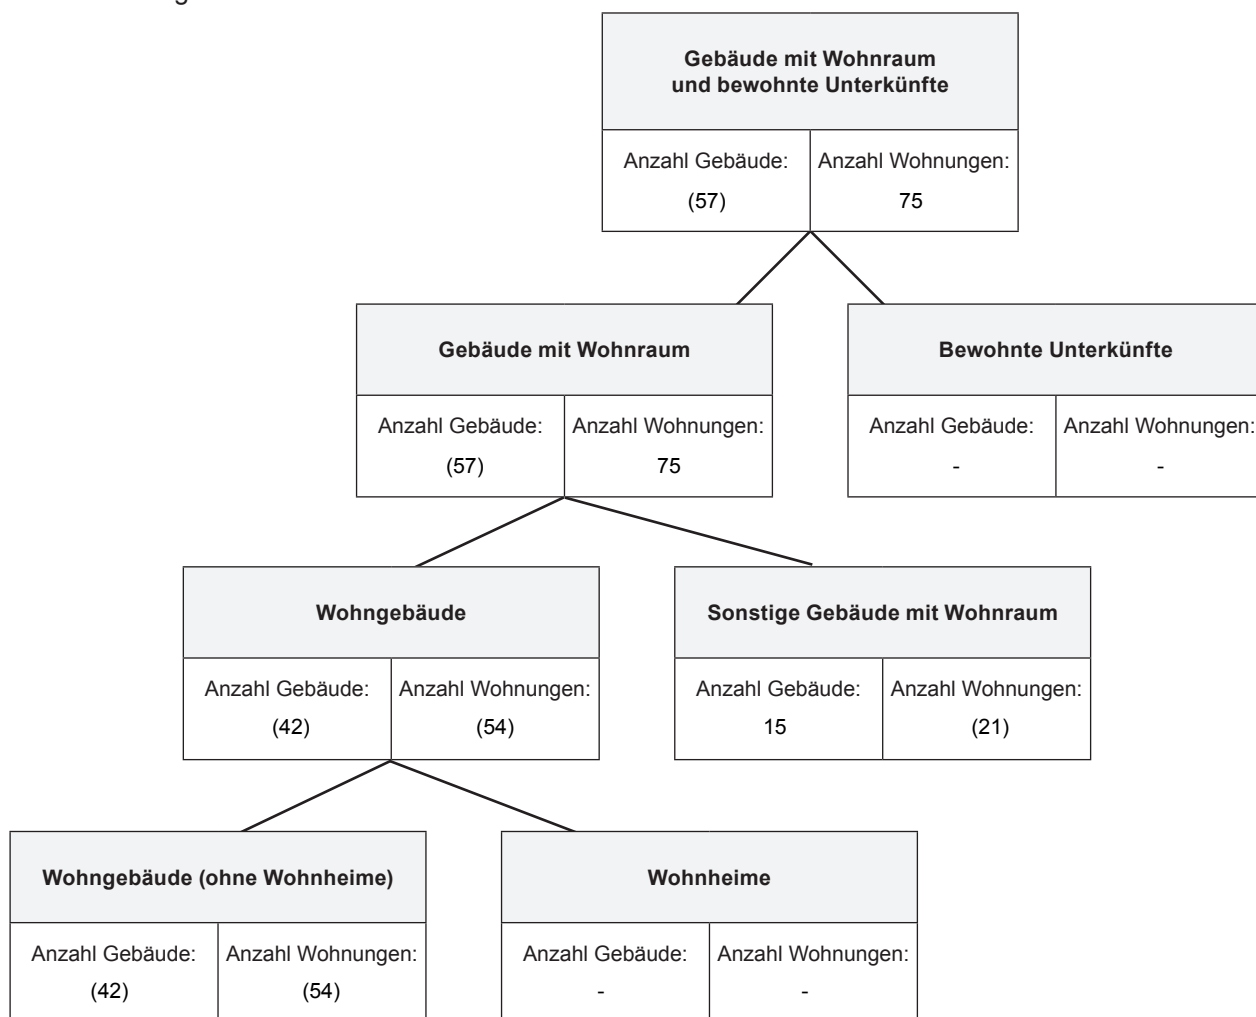 Gebäude mit Wohnraum
und bewohnte Unterkünfte
Anzahl Gebäude: Anzahl Wohnungen:
(57) 75
Gebäude mit Wohnraum Bewohnte Unterkünfte
Anzahl Gebäude: Anzahl Wohnungen: Anzahl Gebäude: Anzahl Wohnungen:
(57) 75 - -
Wohngebäude Sonstige Gebäude mit Wohnraum
Anzahl Gebäude: Anzahl Wohnungen: Anzahl Gebäude: Anzahl Wohnungen:
(42) (54) 15 (21)
Wohngebäude (ohne Wohnheime) Wohnheime
Anzahl Gebäude: Anzahl Wohnungen: Anzahl Gebäude: Anzahl Wohnungen:
(42) (54) - -